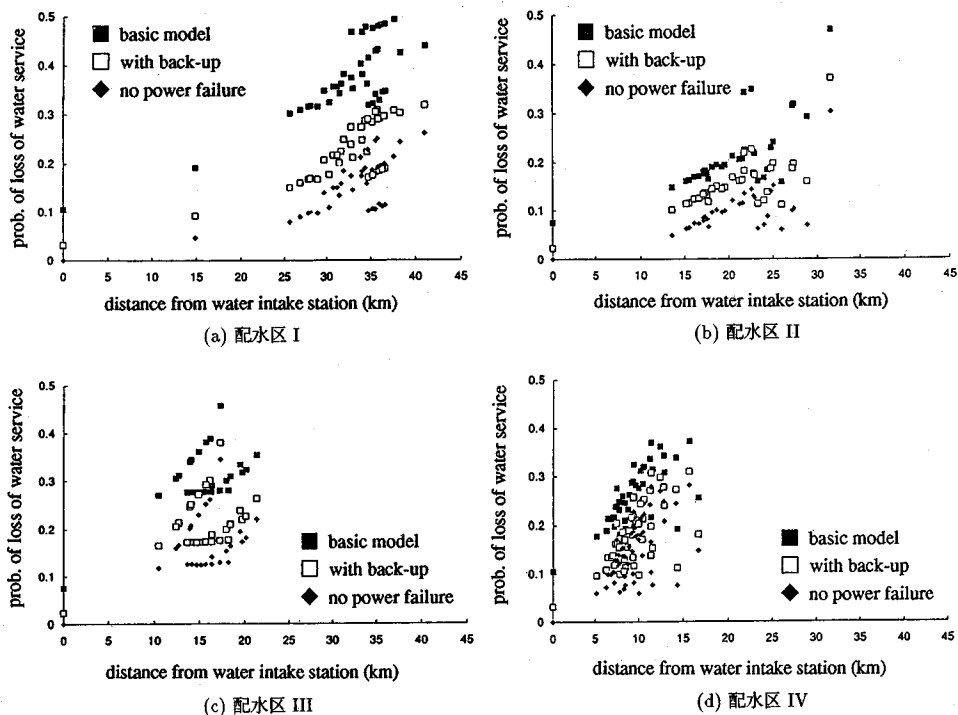 prob. of loss of water service
0.5
0.4
0.3
0.2
0.1
0
basic model
with back-up
no power failure
0 5 10 15 20 25 30 35 40 45
distance from water intake station (km)
(a) 配水区 I
prob. of loss of water service
0.5
0.4
0.3
0.2
0.1
0
basic model
with back-up
no power failure
0 5 10 15 20 25 30 35 40 45
distance from water intake station (km)
(b) 配水区 II
prob. of loss of water service
0.5
0.4
0.3
0.2
0.1
0
basic model
with back-up
no power failure
0 5 10 15 20 25 30 35 40 45
distance from water intake station (km)
(c) 配水区 III
prob. of loss of water service
0.5
0.4
0.3
0.2
0.1
0
basic model
with back-up
no power failure
0 5 10 15 20 25 30 35 40 45
distance from water intake station (km)
(d) 配水区 IV